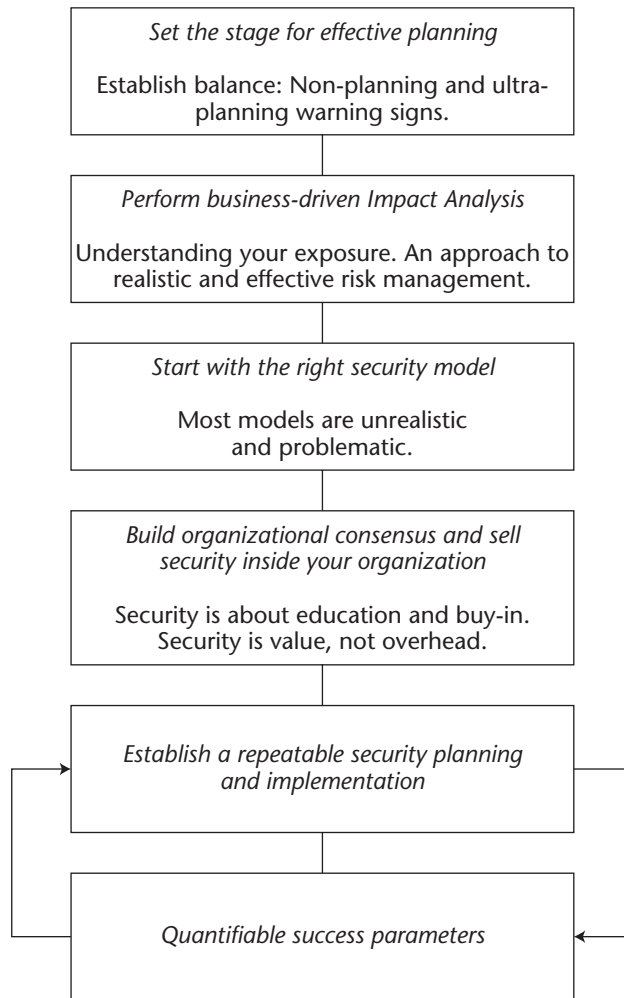 Set the stage for effective planning
Establish balance: Non-planning and ultra-
planning warning signs.
Perform business-driven Impact Analysis
Understanding your exposure. An approach to
realistic and effective risk management.
Start with the right security model
Most models are unrealistic
and problematic.
Build organizational consensus and sell
security inside your organization
Security is about education and buy-in.
Security is value, not overhead.
Establish a repeatable security planning
and implementation
Quantifiable success parameters